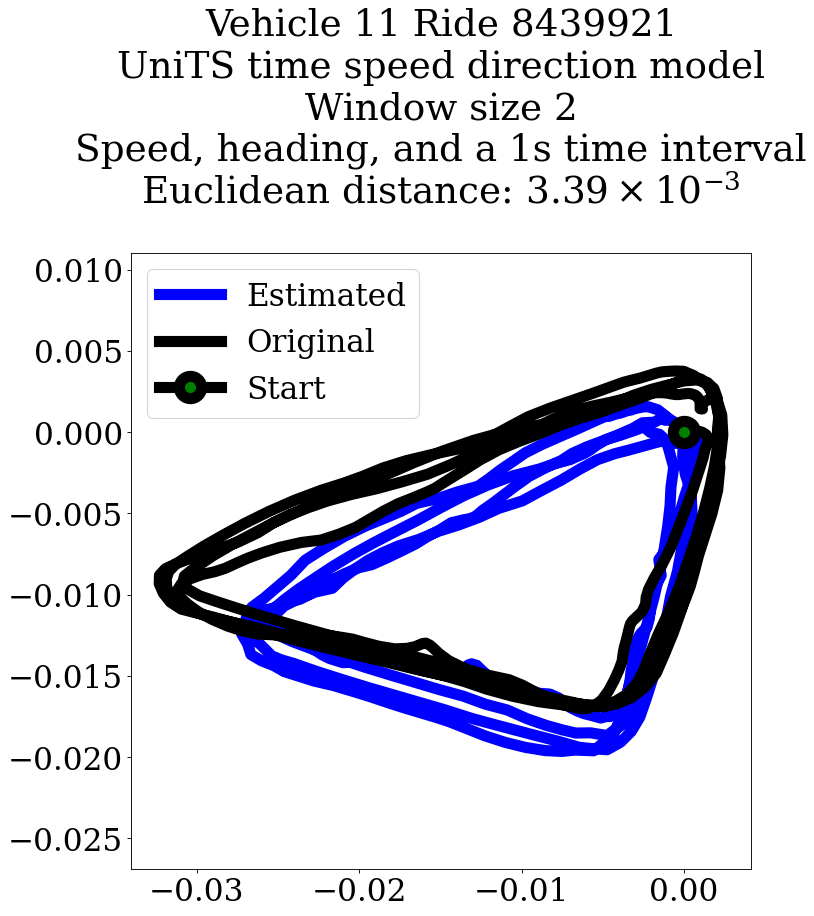 Vehicle 11 Ride 8439921
UniTS time speed direction model
Window size 2
Speed, heading, and a 1s time interval
Euclidean distance: 3.39 × 10⁻³
0.010
0.005
0.000
−0.005
−0.010
−0.015
−0.020
−0.025
Estimated
Original
Start
−0.03 −0.02 −0.01 0.00